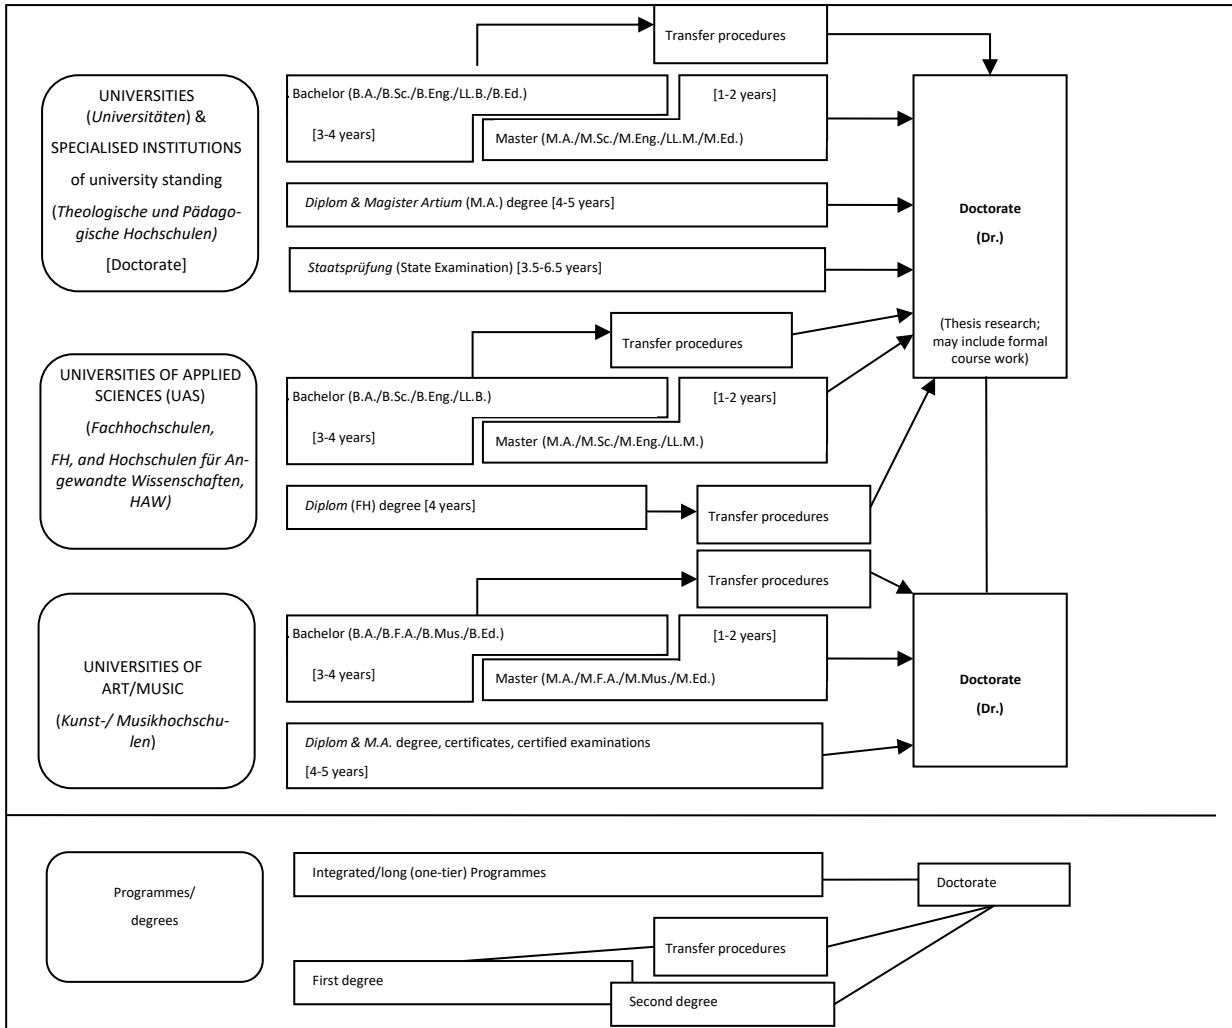 Transfer procedures
UNIVERSITIES
(Universitäten) &
SPECIALISED INSTITUTIONS
of university standing
(Theologische und Pädago-
gische Hochschulen)
[Doctorate]
. Bachelor (B.A./B.Sc./B.Eng./LL.B./B.Ed.)
[3-4 years]
[1-2 years]
Master (M.A./M.Sc./M.Eng./LL.M./M.Ed.)
Diplom & Magister Artium (M.A.) degree [4-5 years]
Staatsprüfung (State Examination) [3.5-6.5 years]
Doctorate
(Dr.)
(Thesis research;
may include formal
course work)
Transfer procedures
UNIVERSITIES OF APPLIED
SCIENCES (UAS)
(Fachhochschulen,
FH, and Hochschulen für An-
gewandte Wissenschaften,
HAW)
. Bachelor (B.A./B.Sc./B.Eng./LL.B.)
[3-4 years]
[1-2 years]
Master (M.A./M.Sc./M.Eng./LL.M.)
Diplom (FH) degree [4 years]
Transfer procedures
Transfer procedures
UNIVERSITIES OF
ART/MUSIC
(Kunst-/ Musikhochschu-
len)
. Bachelor (B.A./B.F.A./B.Mus./B.Ed.)
[3-4 years]
[1-2 years]
Master (M.A./M.F.A./M.Mus./M.Ed.)
Diplom & M.A. degree, certificates, certified examinations
[4-5 years]
Doctorate
(Dr.)
Programmes/
degrees
Integrated/long (one-tier) Programmes
Doctorate
Transfer procedures
First degree
Second degree